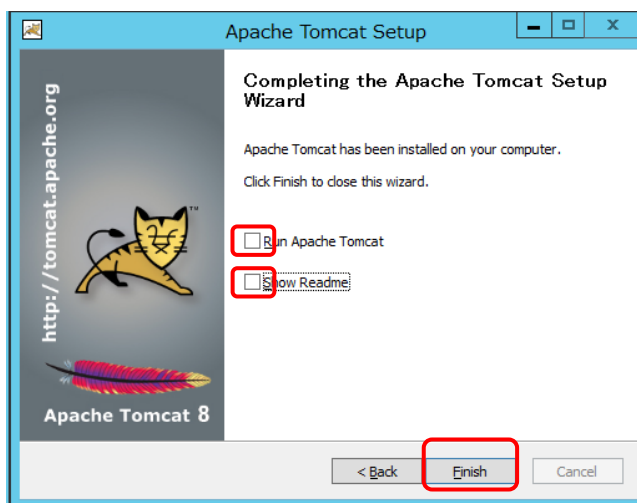 Apache Tomcat Setup
http://tomcat.apache.org
Completing the Apache Tomcat Setup
Wizard
Apache Tomcat has been installed on your computer.
Click Finish to close this wizard.
Run Apache Tomcat
Show Readme
TM
Apache Tomcat 8
< Back
Finish
Cancel